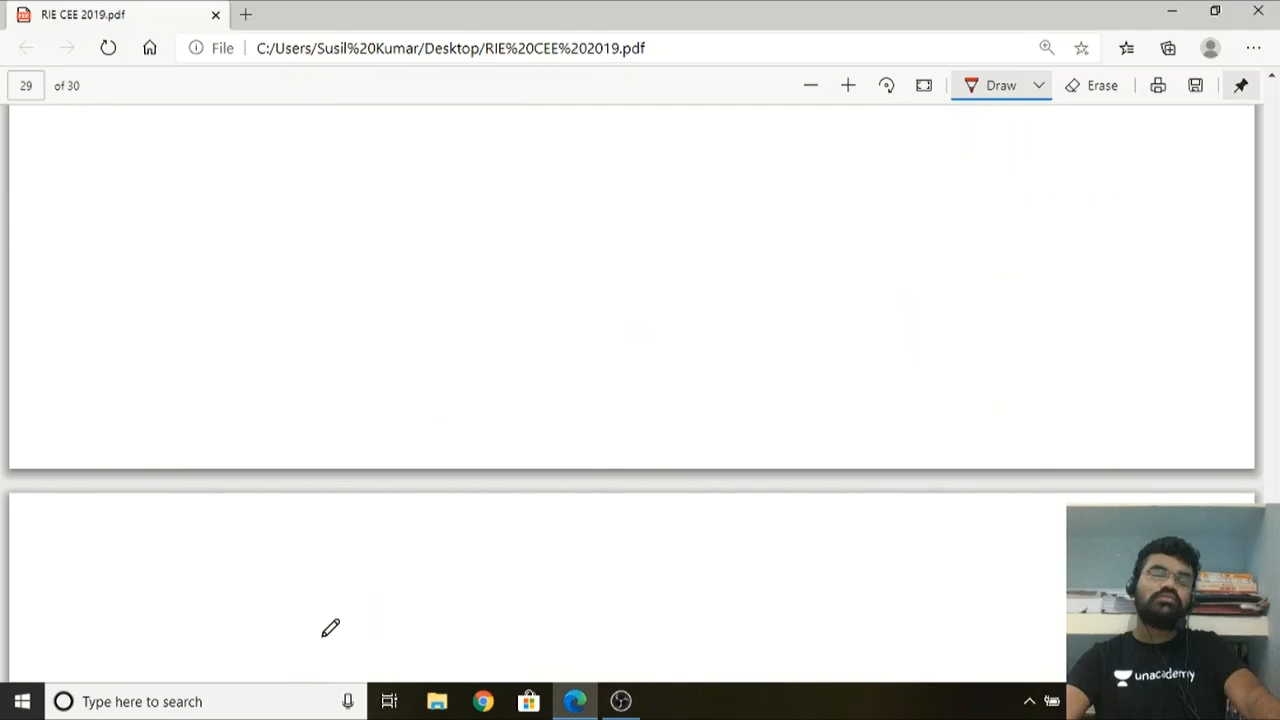 RIE CEE 2019.pdf
File
C:/Users/Susil%20Kumar/Desktop/RIE%20CEE%202019.pdf
29 of 30
Draw
Erase
unacademy
Type here to search